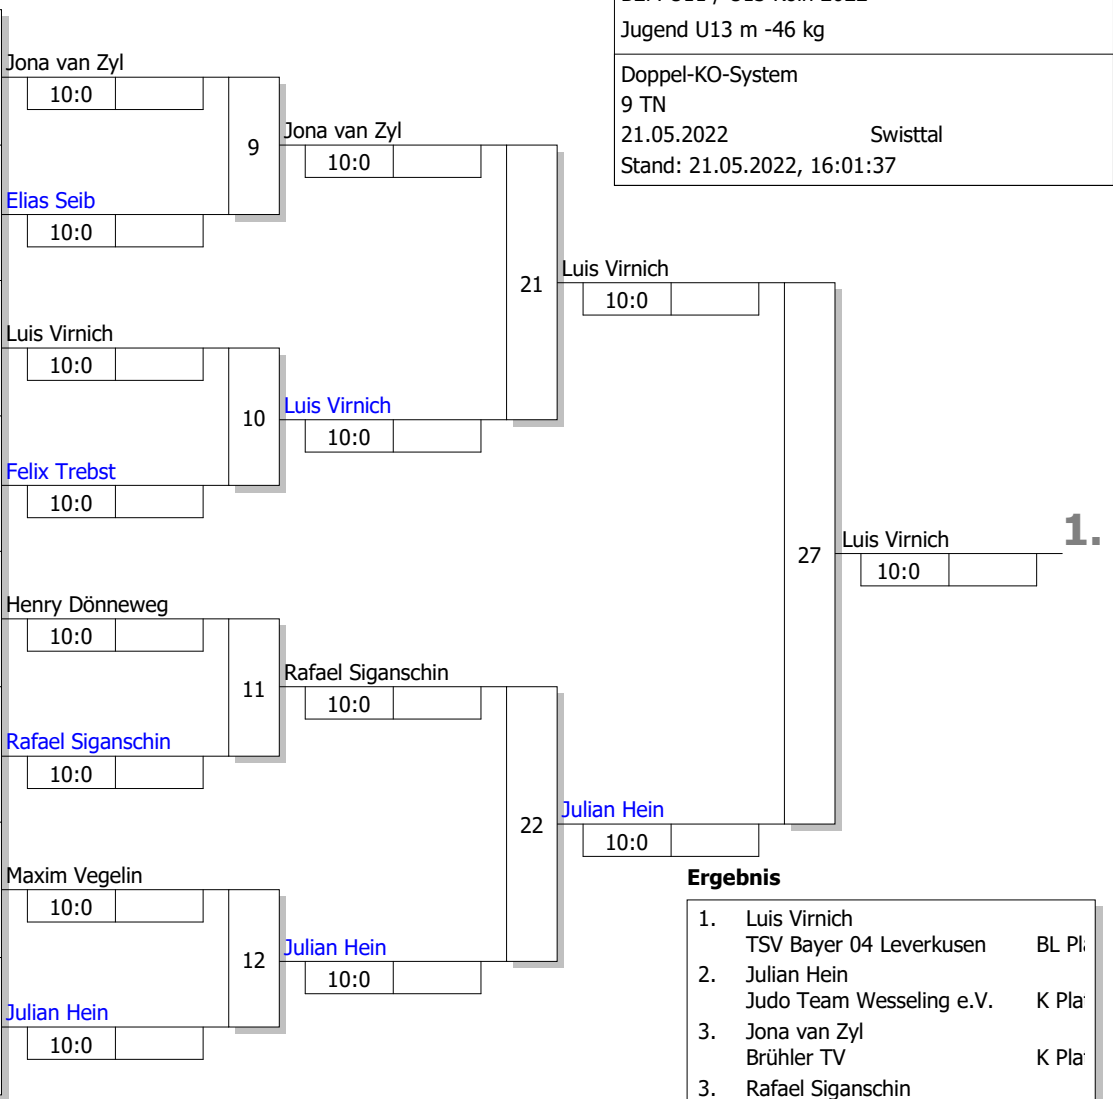 Jugend U13 m -46 kg
Doppel-KO-System
9 TN
21.05.2022 Swisttal
Stand: 21.05.2022, 16:01:37
Jona van Zyl
10:0
9
Jona van Zyl
10:0
Elias Seib
10:0
21
Luis Virnich
10:0
Luis Virnich
10:0
10
Luis Virnich
10:0
Felix Trebst
10:0
27
Luis Virnich
10:0
1.
Henry Dönneweg
10:0
11
Rafael Siganschin
10:0
Rafael Siganschin
10:0
22
Julian Hein
10:0
Maxim Vegelin
10:0
12
Julian Hein
10:0
Julian Hein
10:0
Ergebnis
1. Luis Virnich
TSV Bayer 04 Leverkusen BL
2. Julian Hein
Judo Team Wesseling e.V. K
3. Jona van Zyl
Brühler TV K
3. Rafael Siganschin